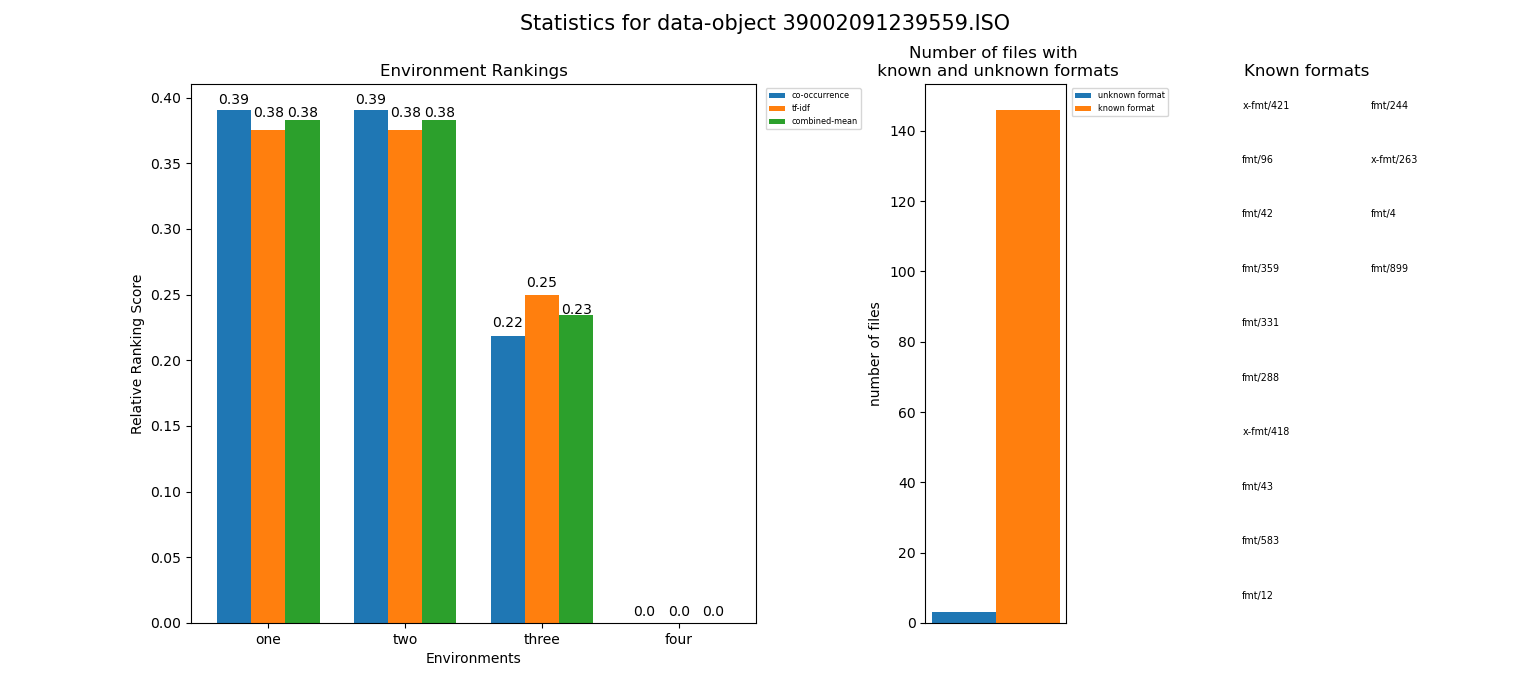 Statistics for data-object 39002091239559.ISO
Environment Rankings
0.40
0.35
0.30
0.25
0.20
0.15
0.10
0.05
0.00
Relative Ranking Score
0.39
0.38
0.38
0.39
0.38
0.38
0.22
0.25
0.23
0.0
0.0
0.0
one
two
three
four
Environments
co-occurrence
tf-idf
combined-mean
Number of files with
known and unknown formats
140
120
100
80
60
40
20
0
number of files
unknown format
known format
Known formats
x-fmt/421
fmt/96
fmt/42
fmt/359
fmt/331
fmt/288
x-fmt/418
fmt/43
fmt/583
fmt/12
fmt/244
x-fmt/263
fmt/4
fmt/899